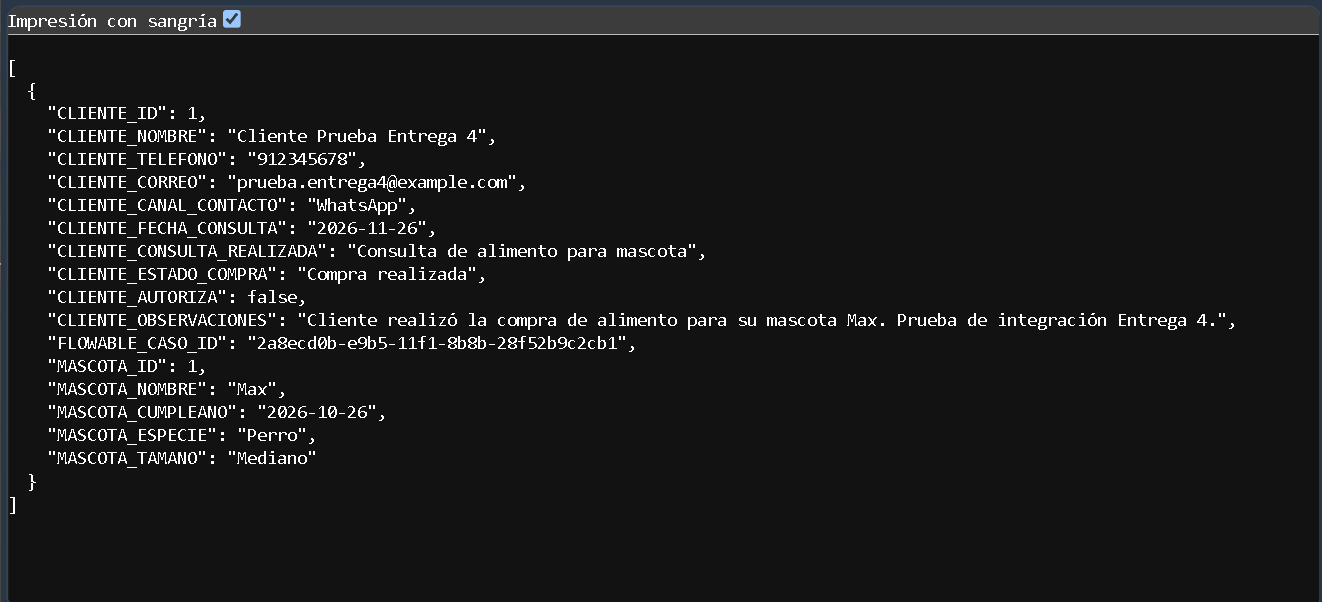 Impresión con sangría
[
  {
    "CLIENTE_ID": 1,
    "CLIENTE_NOMBRE": "Cliente Prueba Entrega 4",
    "CLIENTE_TELEFONO": "912345678",
    "CLIENTE_CORREO": "prueba.entrega4@example.com",
    "CLIENTE_CANAL_CONTACTO": "WhatsApp",
    "CLIENTE_FECHA_CONSULTA": "2026-11-26",
    "CLIENTE_CONSULTA_REALIZADA": "Consulta de alimento para mascota",
    "CLIENTE_ESTADO_COMPRA": "Compra realizada",
    "CLIENTE_AUTORIZA": false,
    "CLIENTE_OBSERVACIONES": "Cliente realizó la compra de alimento para su mascota Max. Prueba de integración Entrega 4.",
    "FLOWABLE_CASO_ID": "2a8ecd0b-e9b5-11f1-8b8b-28f52b9c2cb1",
    "MASCOTA_ID": 1,
    "MASCOTA_NOMBRE": "Max",
    "MASCOTA_CUMPLEANO": "2026-10-26",
    "MASCOTA_ESPECIE": "Perro",
    "MASCOTA_TAMANO": "Mediano"
  }
]